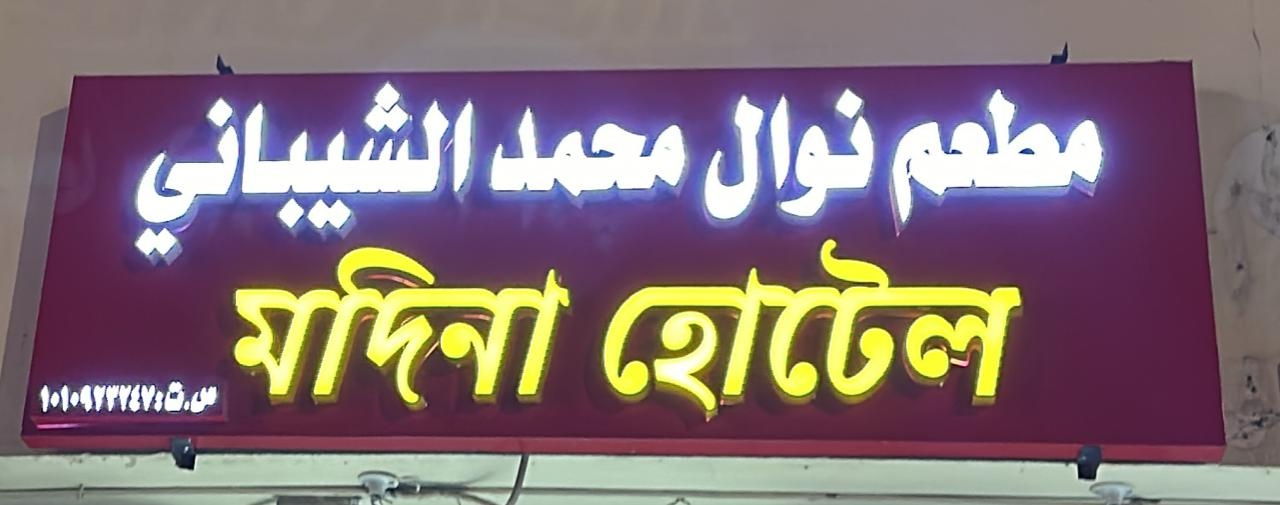 مطعم نوال محمد الشيباني
মদিনা হোটেল
س.ت: ١٠١٠٩٢٣٢٤٧